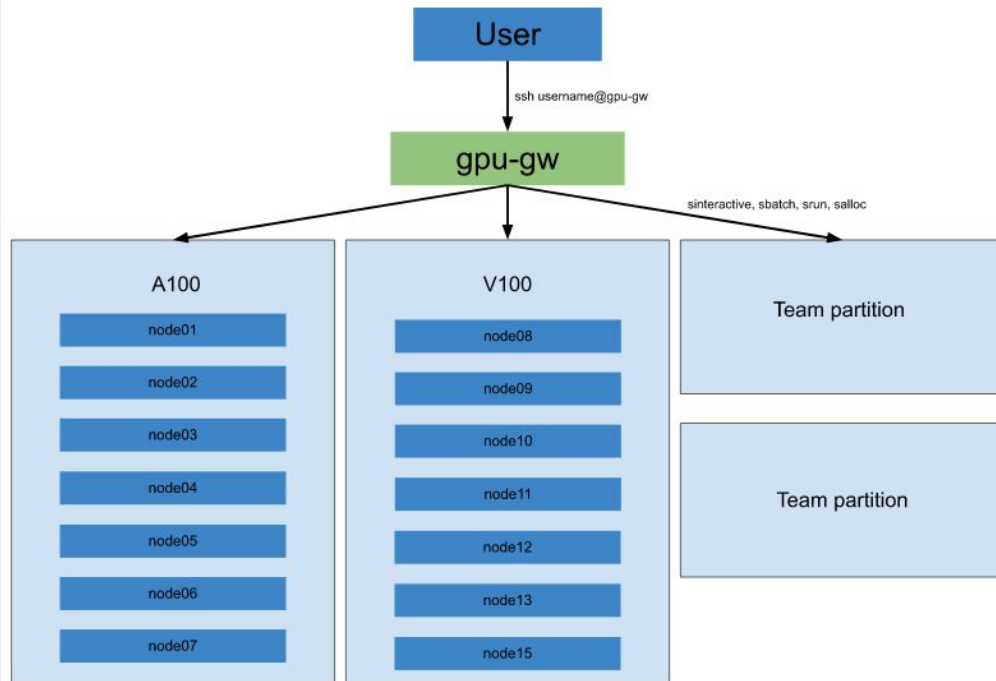 User
ssh username@gpu-gw
gpu-gw
sinteractive, sbatch, srun, salloc
A100
node01
node02
node03
node04
node05
node06
node07
V100
node08
node09
node10
node11
node12
node13
node15
Team partition
Team partition